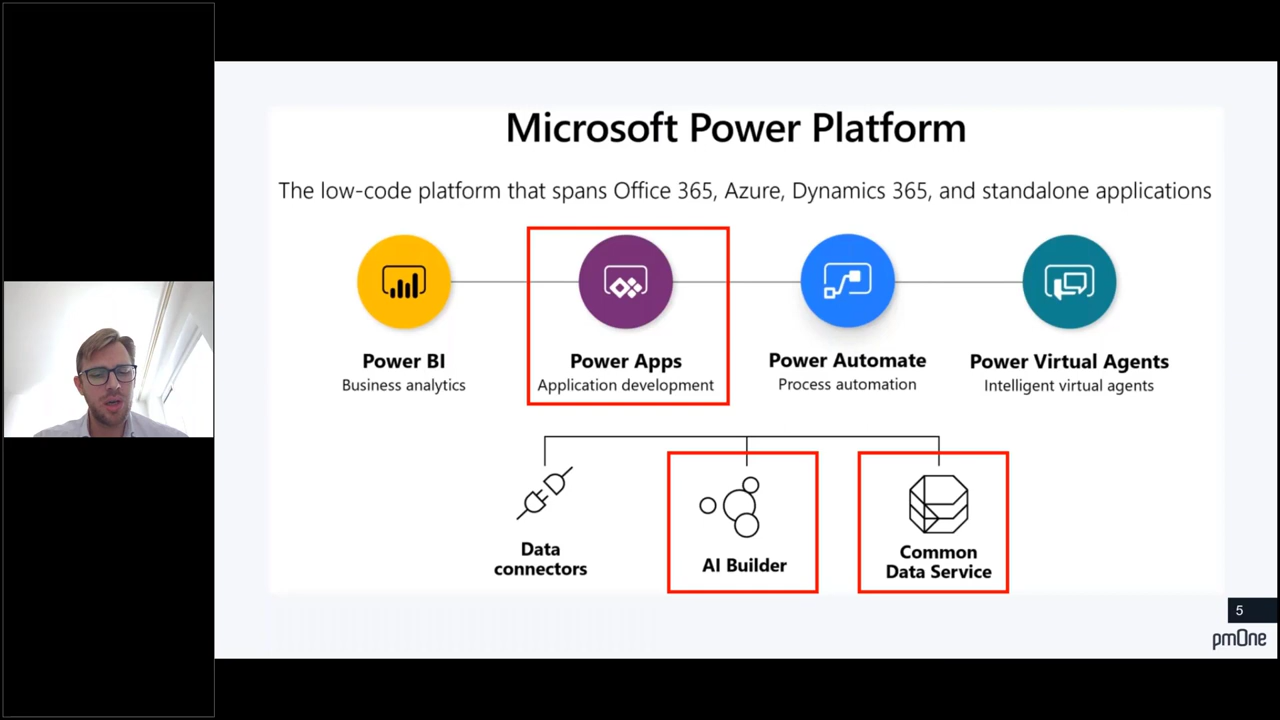 Microsoft Power Platform
The low-code platform that spans Office 365, Azure, Dynamics 365, and standalone applications
Power BI
Business analytics
Power Apps
Application development
Power Automate
Process automation
Power Virtual Agents
Intelligent virtual agents
Data
connectors
AI Builder
Common
Data Service
5
pmOne